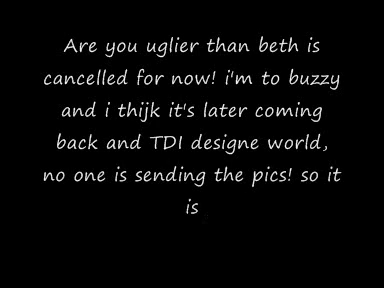 Are you uglier than beth is
cancelled for now! i'm to buzzy
and i thijk it's later coming
back and TDI designe world,
no one is sending the pics! so it
is